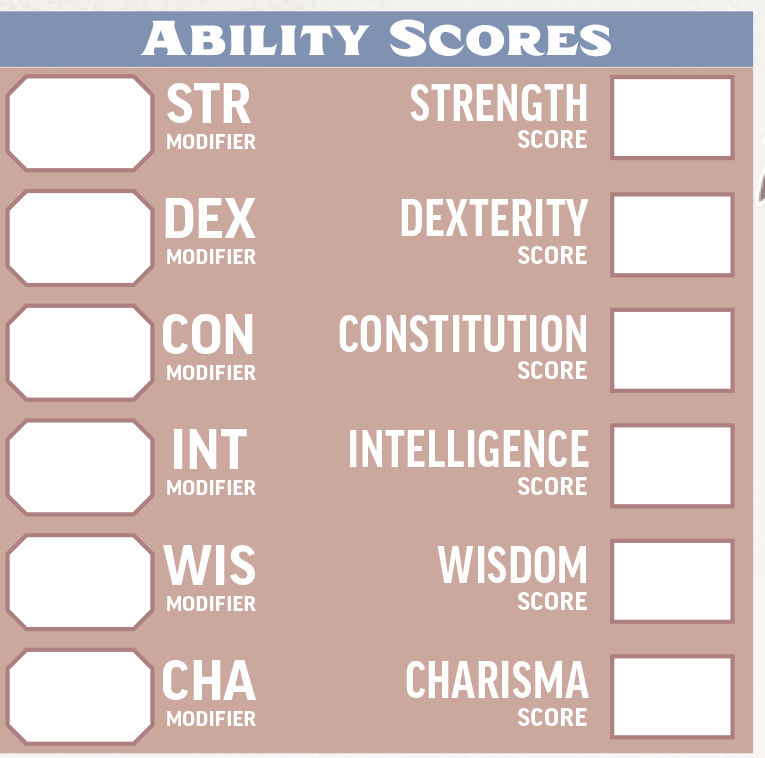 ABILITY SCORES
STR
MODIFIER
STRENGTH
SCORE
DEX
MODIFIER
DEXTERITY
SCORE
CON
MODIFIER
CONSTITUTION
SCORE
INT
MODIFIER
INTELLIGENCE
SCORE
WIS
MODIFIER
WISDOM
SCORE
CHA
MODIFIER
CHARISMA
SCORE